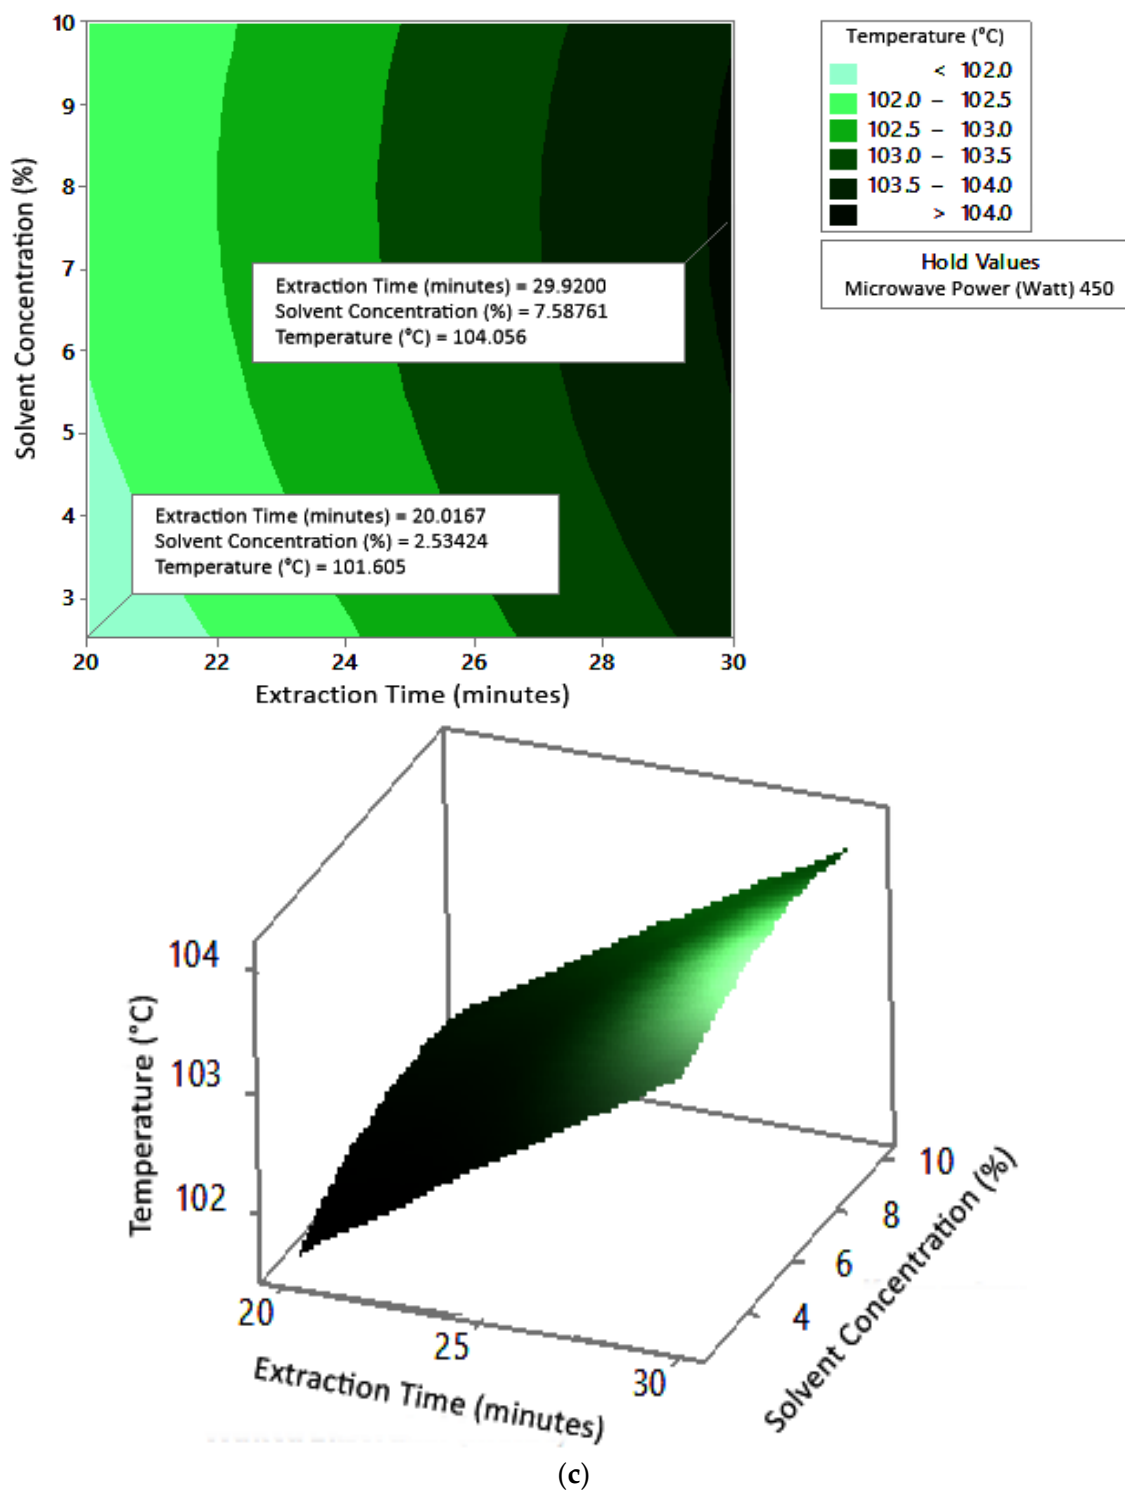 10
9
8
7
6
5
4
3
Solvent Concentration (%)
20
22
24
26
28
30
Extraction Time (minutes)
Extraction Time (minutes) = 29.9200
Solvent Concentration (%) = 7.58761
Temperature (°C) = 104.056
Extraction Time (minutes) = 20.0167
Solvent Concentration (%) = 2.53424
Temperature (°C) = 101.605
Temperature (°C)
< 102.0
102.0 – 102.5
102.5 – 103.0
103.0 – 103.5
103.5 – 104.0
> 104.0
Hold Values
Microwave Power (Watt) 450
104
103
102
Temperature (°C)
20
25
30
Extraction Time (minutes)
10
8
6
4
Solvent Concentration (%)
(c)